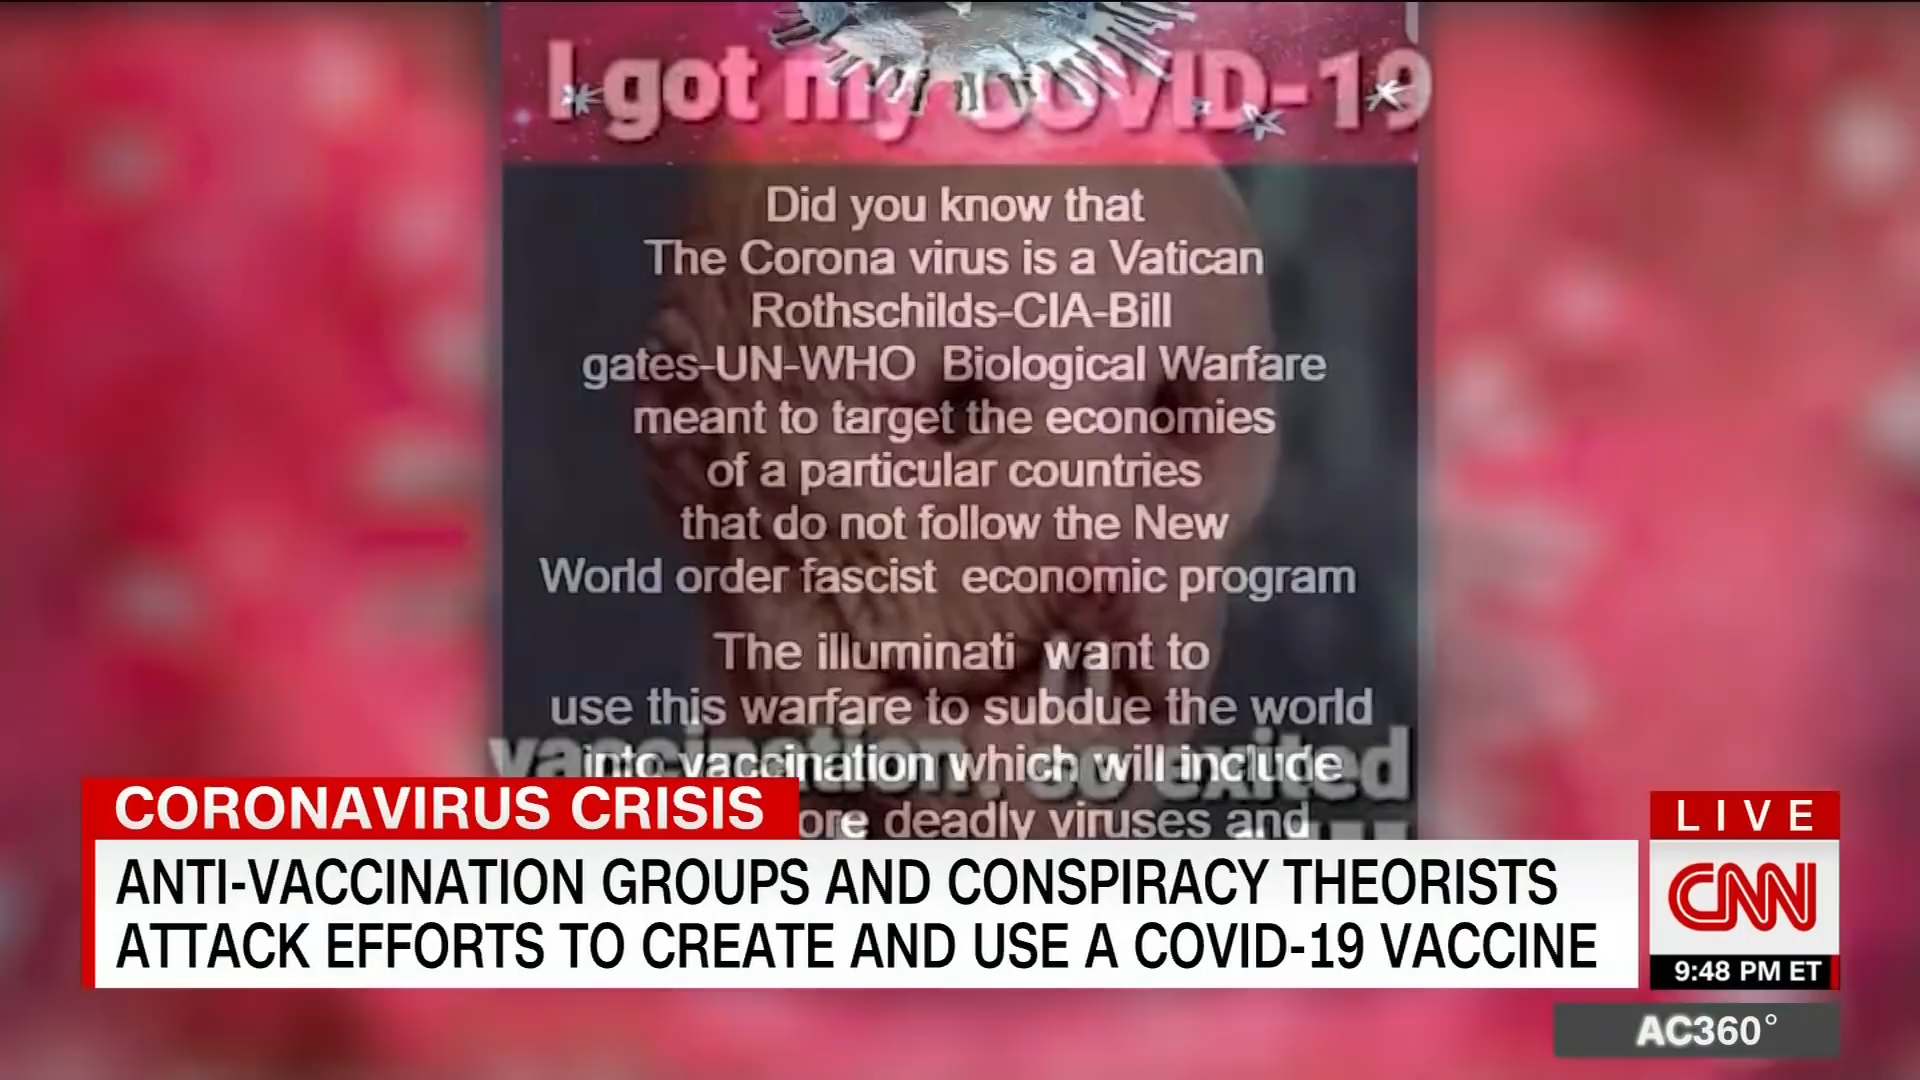 I got my COVID-19
Did you know that
The Corona virus is a Vatican
Rothschilds-CIA-Bill
gates-UN-WHO Biological Warfare
meant to target the economies
of a particular countries
that do not follow the New
World order fascist economic program
The illuminati want to
use this warfare to subdue the world
into vaccination which will include
vaccination, so exited
ore deadly viruses and
CORONAVIRUS CRISIS
ANTI-VACCINATION GROUPS AND CONSPIRACY THEORISTS
ATTACK EFFORTS TO CREATE AND USE A COVID-19 VACCINE
LIVE
CNN
9:48 PM ET
AC360°